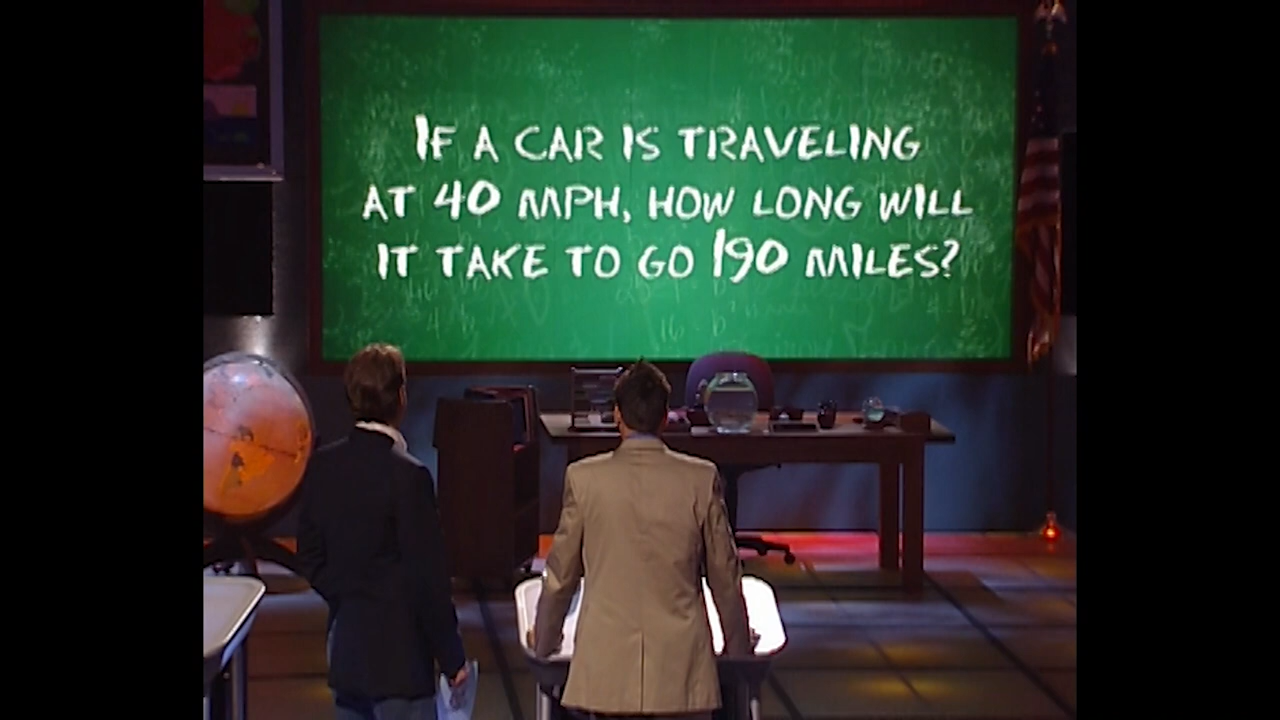 IF A CAR IS TRAVELING
AT 40 MPH, HOW LONG WILL
IT TAKE TO GO 190 MILES?